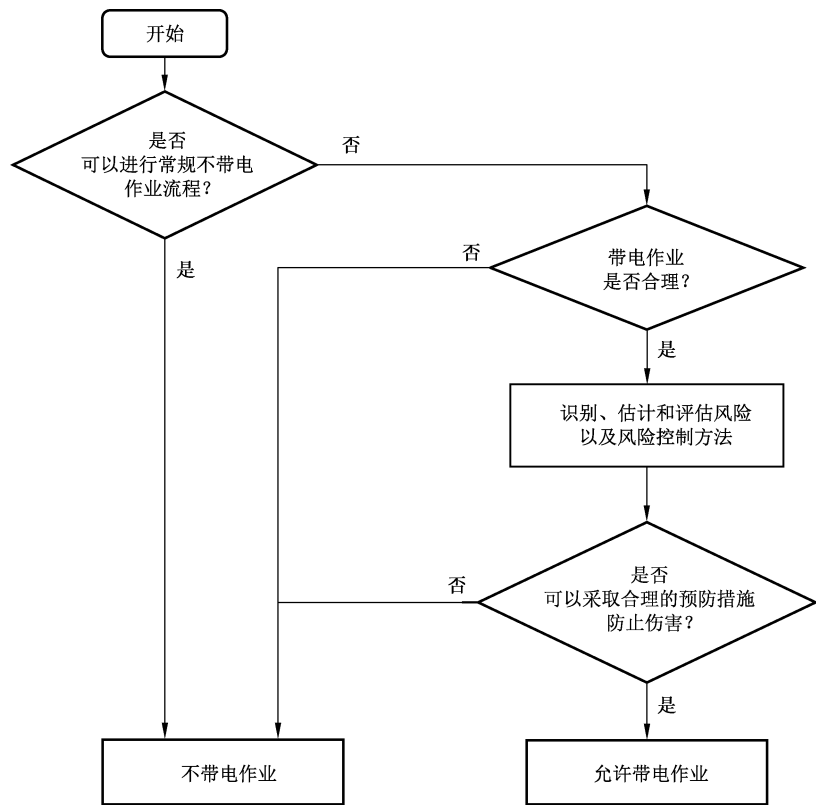 开始
是否
可以进行常规不带电
作业流程？
否
是
带电作业
是否合理？
否
是
识别、估计和评估风险
以及风险控制方法
是否
可以采取合理的预防措施
防止伤害？
否
是
不带电作业
允许带电作业